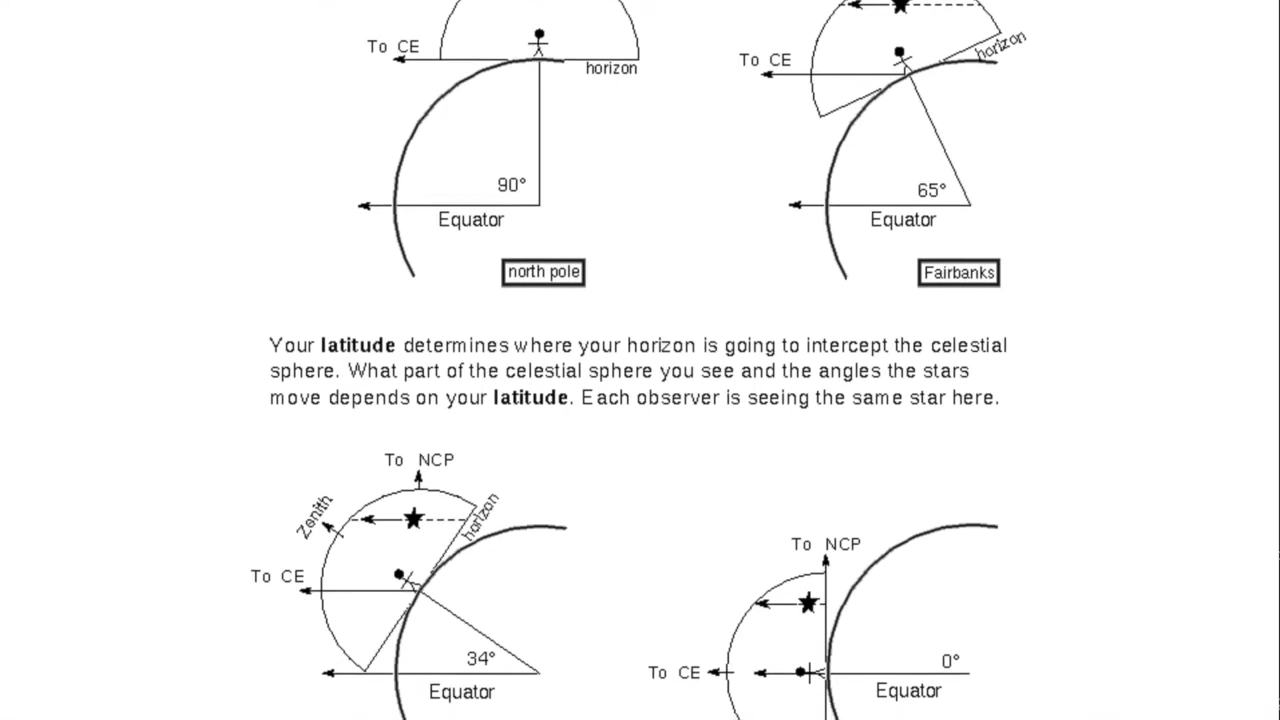 To CE
horizon
90°
Equator
north pole
To CE
horizon
65°
Equator
Fairbanks
Your latitude determines where your horizon is going to intercept the celestial
sphere. What part of the celestial sphere you see and the angles the stars
move depends on your latitude. Each observer is seeing the same star here.
To NCP
Zenith
horizon
To CE
34°
Equator
To NCP
To CE
0°
Equator